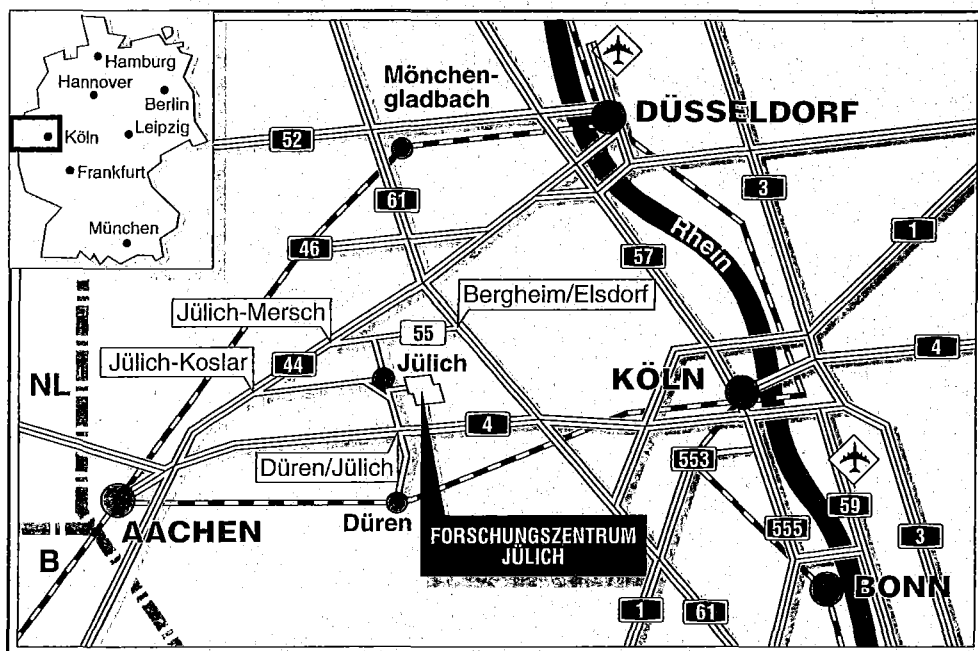 Hamburg
Hannover
Berlin
Köln
Leipzig
Frankfurt
München
Mönchen-
gladbach
DÜSSELDORF
52
61
3
1
46
Rhein
57
Jülich-Mersch
Bergheim/Elsdorf
55
Jülich-Koslar
44
Jülich
4
NL
KÖLN
4
553
Düren/Jülich
Düren
AACHEN
FORSCHUNGSZENTRUM
JÜLICH
59
555
3
B
BONN
1
61